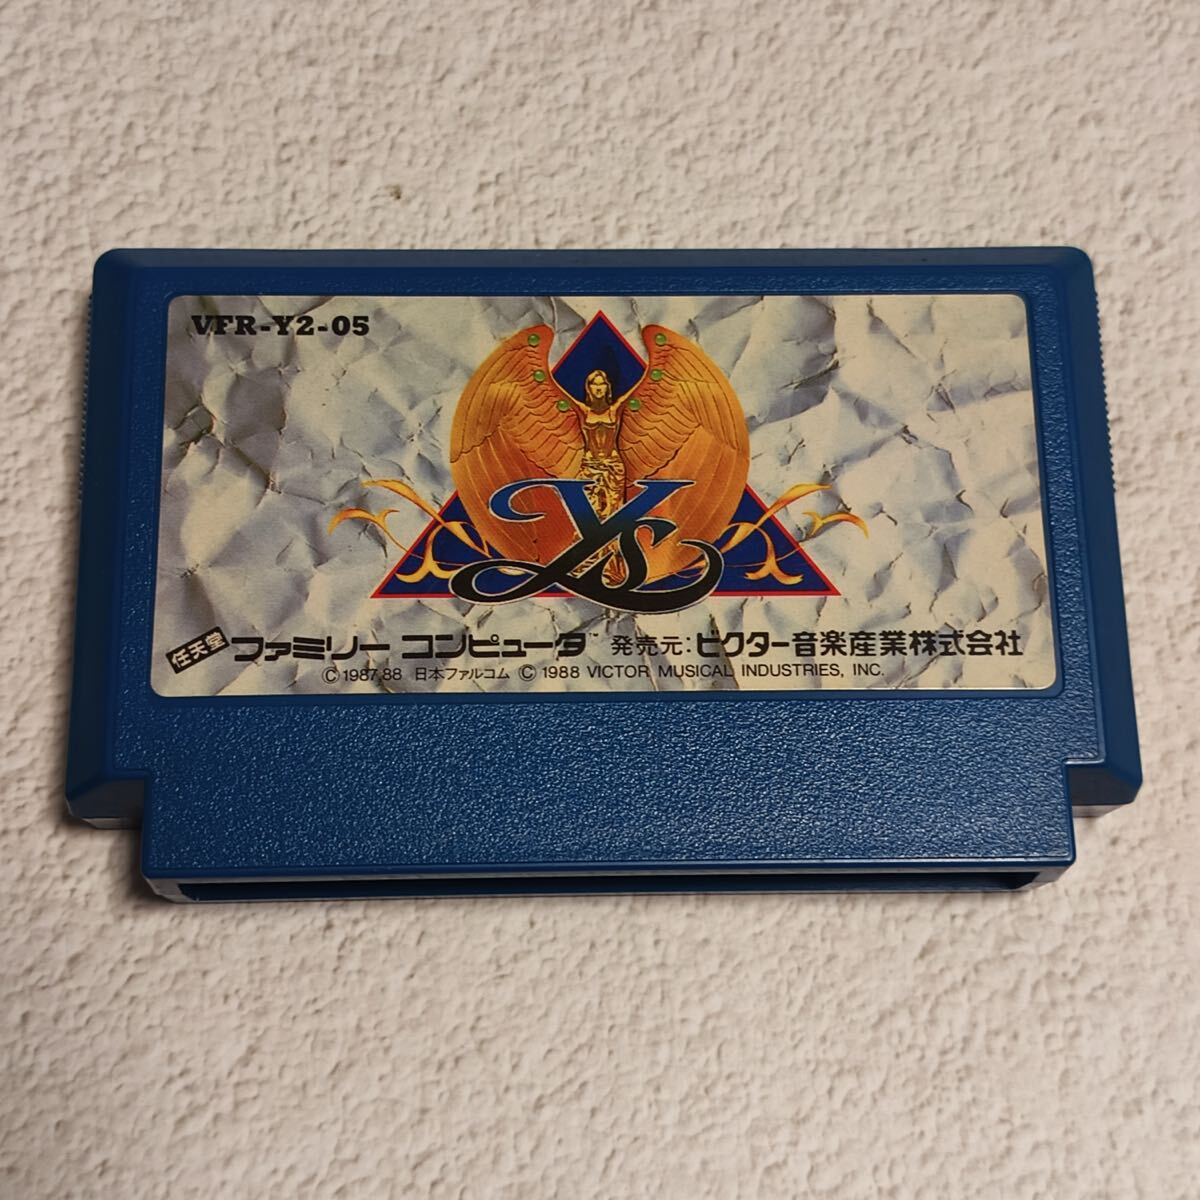 VFR-Y2-05
Ys
任天堂 ファミリー コンピュータ™ 発売元:ビクター音楽産業株式会社
© 1987,88 日本ファルコム © 1988 VICTOR MUSICAL INDUSTRIES, INC.